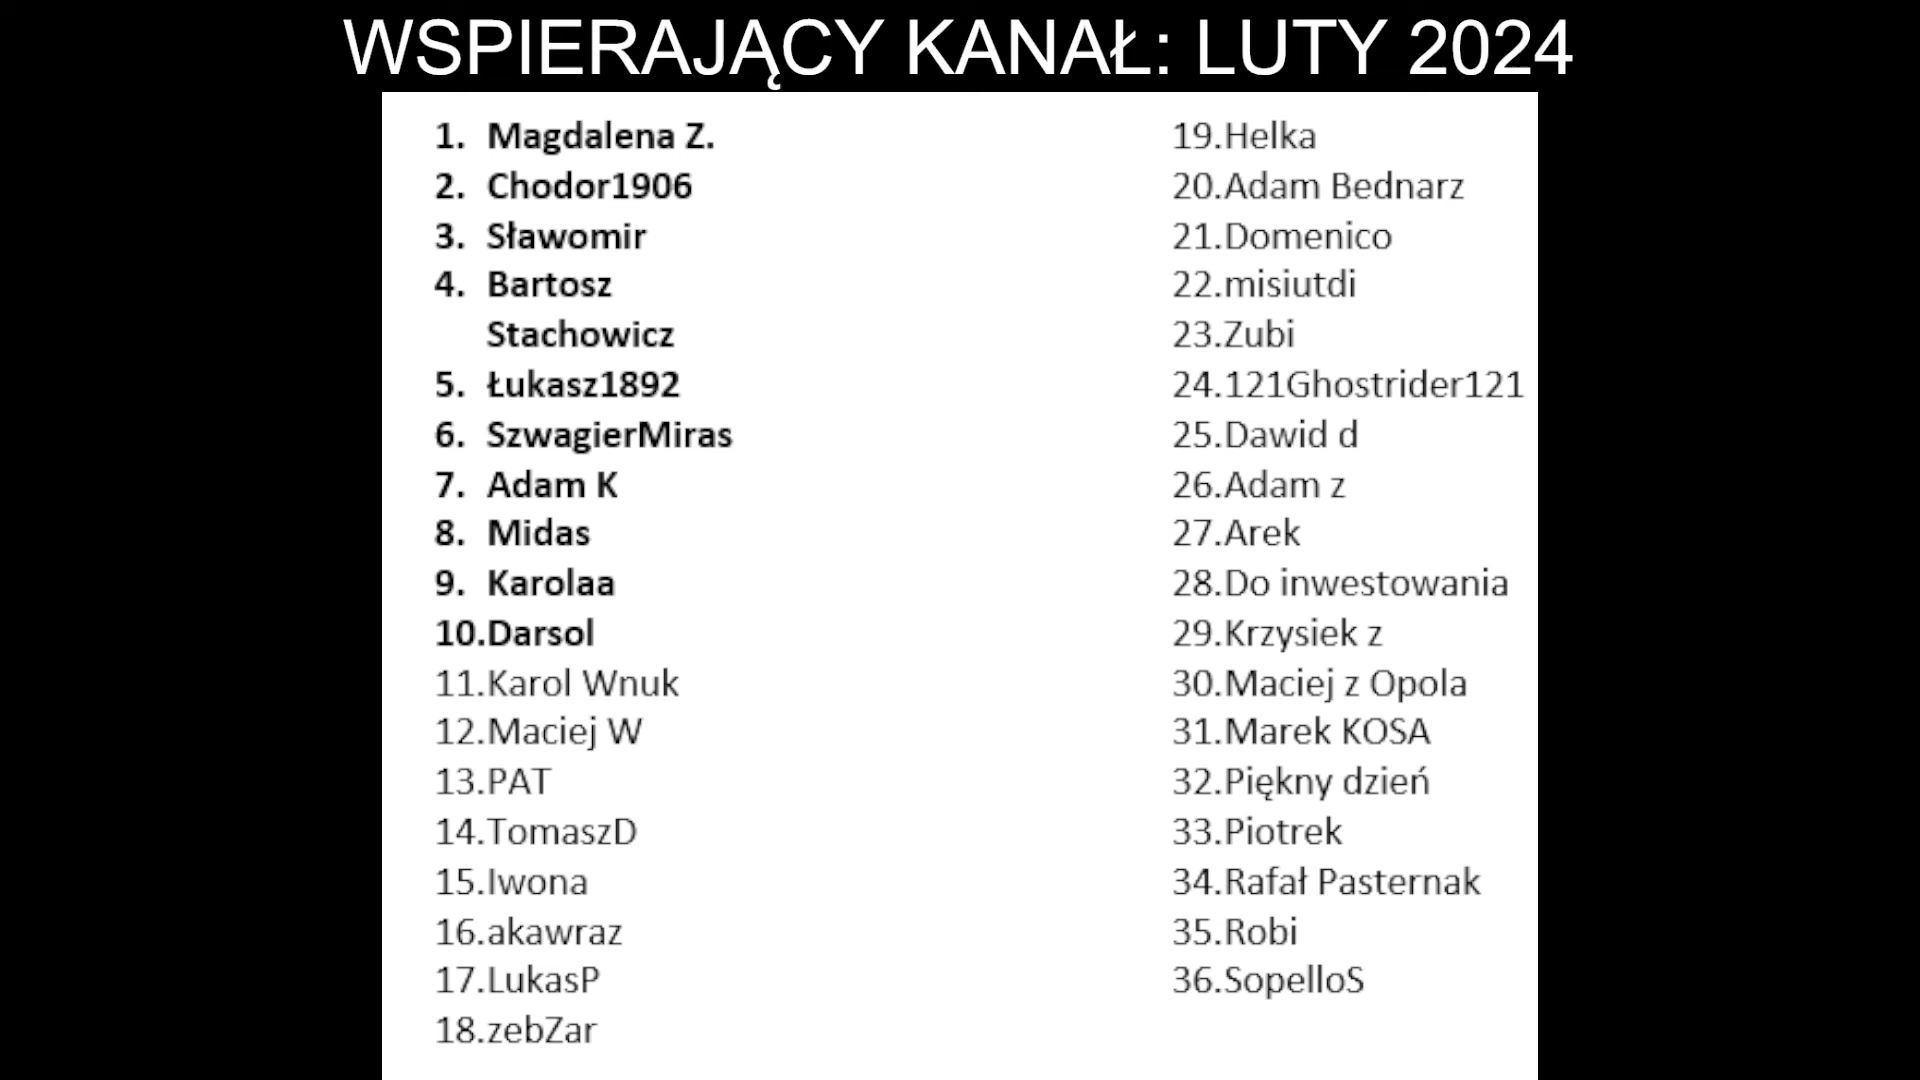 WSPIERAJĄCY KANAŁ: LUTY 2024
1. Magdalena Z.
2. Chodor1906
3. Sławomir
4. Bartosz
Stachowicz
5. Łukasz1892
6. SzwagierMiras
7. Adam K
8. Midas
9. Karolaa
10.Darsol
11.Karol Wnuk
12.Maciej W
13.PAT
14.TomaszD
15.Iwona
16.akawraz
17.LukasP
18.zebZar
19.Helka
20.Adam Bednarz
21.Domenico
22.misiutdi
23.Zubi
24.121Ghostrider121
25.Dawid d
26.Adam z
27.Arek
28.Do inwestowania
29.Krzysiek z
30.Maciej z Opola
31.Marek KOSA
32.Piękny dzień
33.Piotrek
34.Rafał Pasternak
35.Robi
36.SopelloS